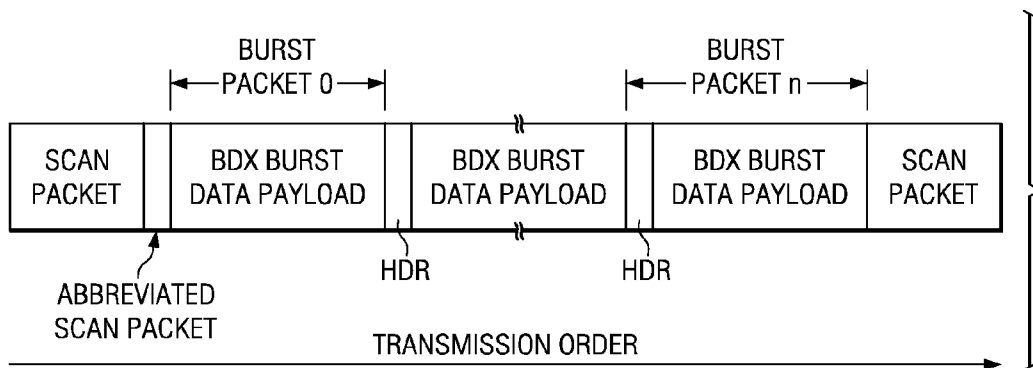 BURST
PACKET 0
BURST
PACKET n
SCAN
PACKET
BDX BURST
DATA PAYLOAD
BDX BURST
DATA PAYLOAD
BDX BURST
DATA PAYLOAD
SCAN
PACKET
HDR
HDR
ABBREVIATED
SCAN PACKET
TRANSMISSION ORDER